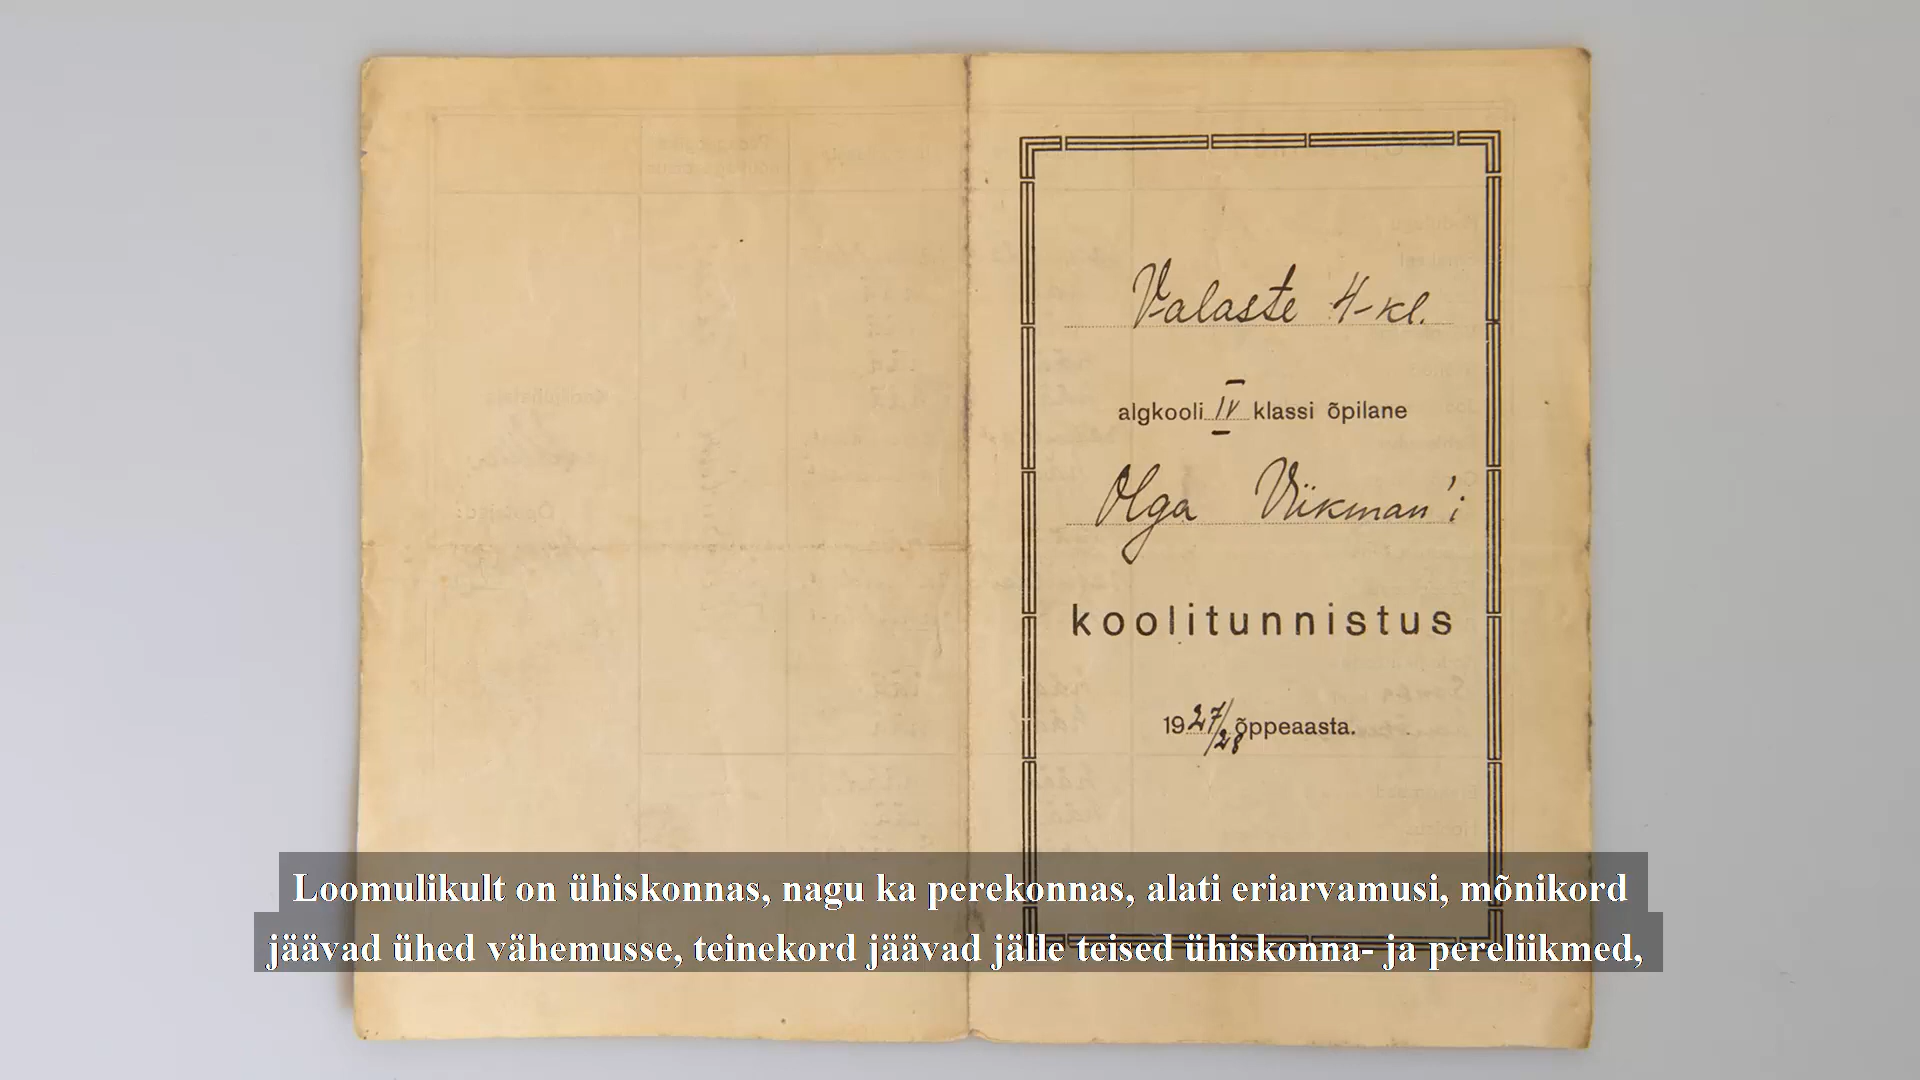 Valaste 4-kl.
algkooli IV klassi õpilane
Olga Viikman'i
koolitunnistus
1927/28 õppeaasta.
Loomulikult on ühiskonnas, nagu ka perekonnas, alati eriarvamusi, mõnikord
jäävad ühed vähemusse, teinekord jäävad jälle teised ühiskonna- ja pereliikmed,